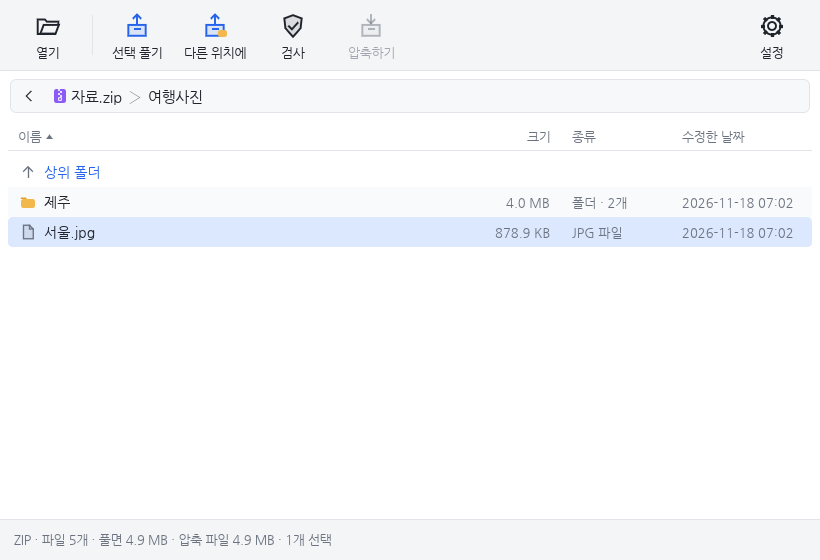 열기 선택 풀기 다른 위치에 검사 압축하기 설정
자료.zip > 여행사진
이름 크기 종류 수정한 날짜
상위 폴더
제주 4.0 MB 폴더 · 2개 2026-11-18 07:02
서울.jpg 878.9 KB JPG 파일 2026-11-18 07:02
ZIP · 파일 5개 · 풀면 4.9 MB · 압축 파일 4.9 MB · 1개 선택